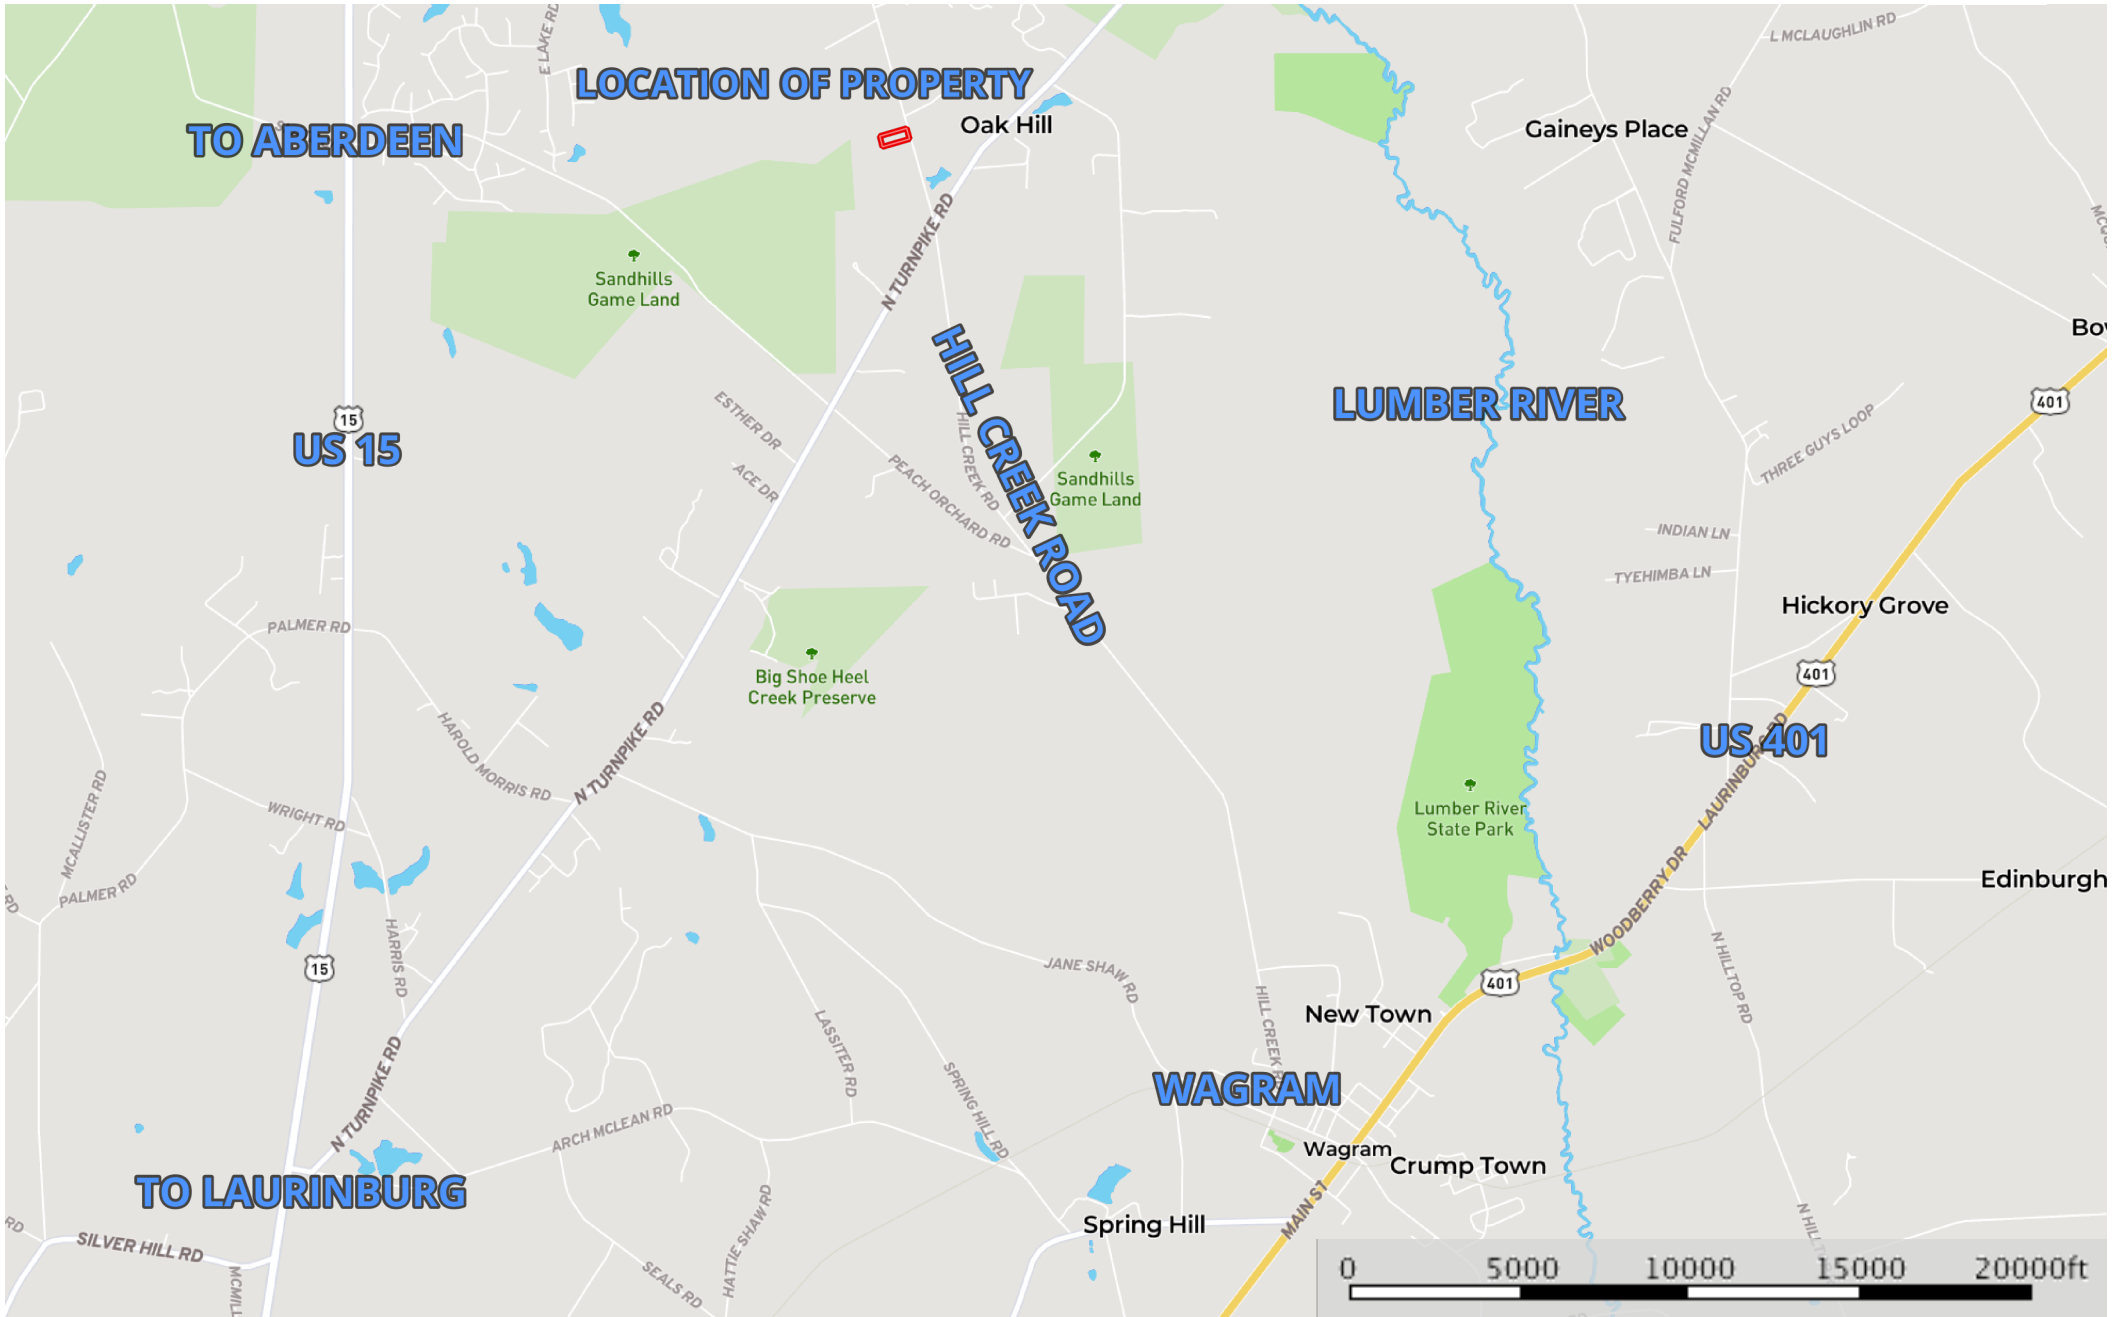 E LAKE RD
L MCLAUGHLIN RD
LOCATION OF PROPERTY
TO ABERDEEN
Oak Hill
Gaineys Place
FULFORD MCMILLAN RD
N TURNPIKE RD
Sandhills
Game Land
HILL CREEK ROAD
LUMBER RIVER
401
15
US 15
ESTHER DR
ACE DR
PEACH ORCHARD RD
HILL CREEK RD
Sandhills
Game Land
THREE GUYS LOOP
INDIAN LN
TYEHIMBA LN
Hickory Grove
PALMER RD
401
Big Shoe Heel
Creek Preserve
US 401
LAURINBURG RD
HAROLD MORRIS RD
N TURNPIKE RD
MCALLISTER RD
WRIGHT RD
Lumber River
State Park
WOODBERRY DR
Edinburgh
PALMER RD
RD
HARRIS RD
15
JANE SHAW RD
401
N HILLTOP RD
New Town
HILL CREEK RD
LASSITER RD
SPRING HILL RD
WAGRAM
N TURNPIKE RD
ARCH MCLEAN RD
Wagram
Crump Town
TO LAURINBURG
HATTIE SHAW RD
Spring Hill
MAIN ST
RD
SILVER HILL RD
SEALS RD
0 5000 10000 15000 20000ft